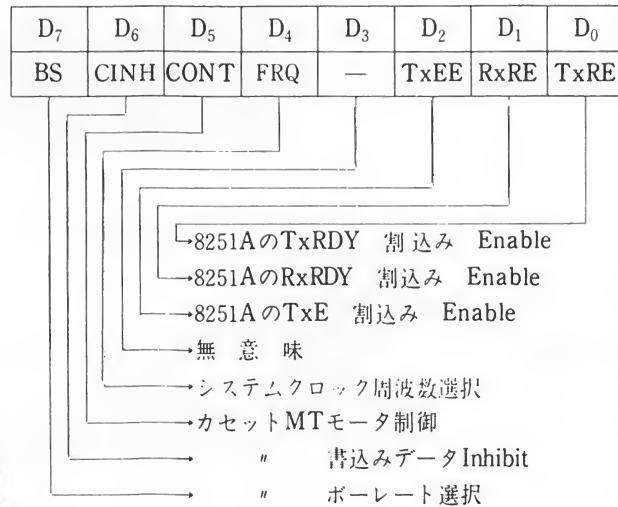 D7 D6 D5 D4 D3 D2 D1 D0
BS CINH CONT FRQ — TxEE RxRE TxRE
8251AのTxRDY 割込み Enable
8251AのRxRDY 割込み Enable
8251AのTxE 割込み Enable
無意味
システムクロック周波数選択
カセットMTモータ制御
〃 書込みデータInhibit
〃 ボーレート選択